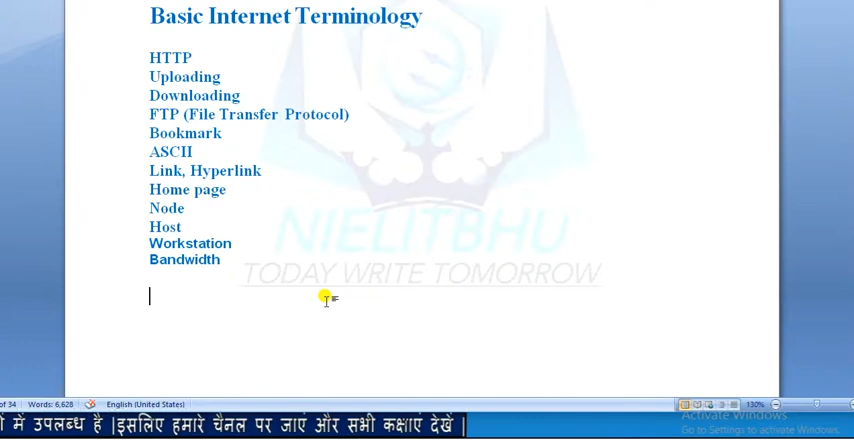 Basic Internet Terminology
HTTP
Uploading
Downloading
FTP (File Transfer Protocol)
Bookmark
ASCII
Link, Hyperlink
Home page
Node
Host
Workstation
Bandwidth
NIELITBHU
TODAY WRITE TOMORROW
of 34 Words: 6,628 English (United States) 130%
Activate Windows
Go to Settings to activate Windows.
में उपलब्ध है |इसलिए हमारे चैनल पर जाएं और सभी कक्षाएं देखें |